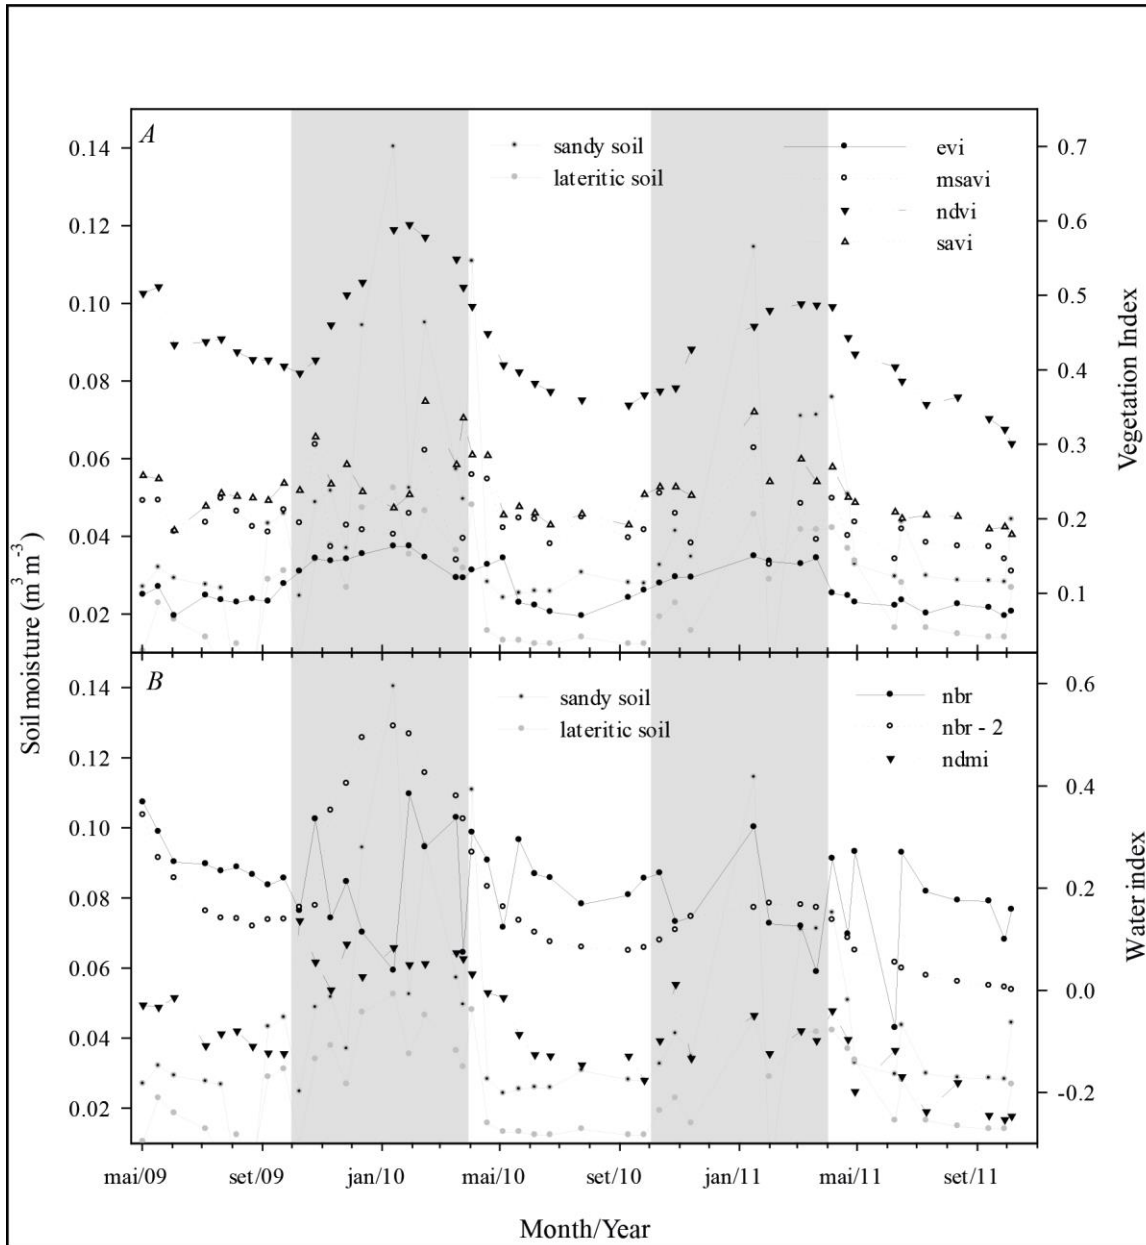 A
sandy soil
lateritic soil
evi
msavi
ndvi
savi
0.14
0.12
0.10
0.08
0.06
0.04
0.02
0.7
0.6
0.5
0.4
0.3
0.2
0.1
Soil moisture (m³ m⁻³)
Vegetation Index
B
sandy soil
lateritic soil
nbr
nbr - 2
ndmi
0.14
0.12
0.10
0.08
0.06
0.04
0.02
0.6
0.4
0.2
0.0
-0.2
Water index
mai/09 set/09 jan/10 mai/10 set/10 jan/11 mai/11 set/11
Month/Year